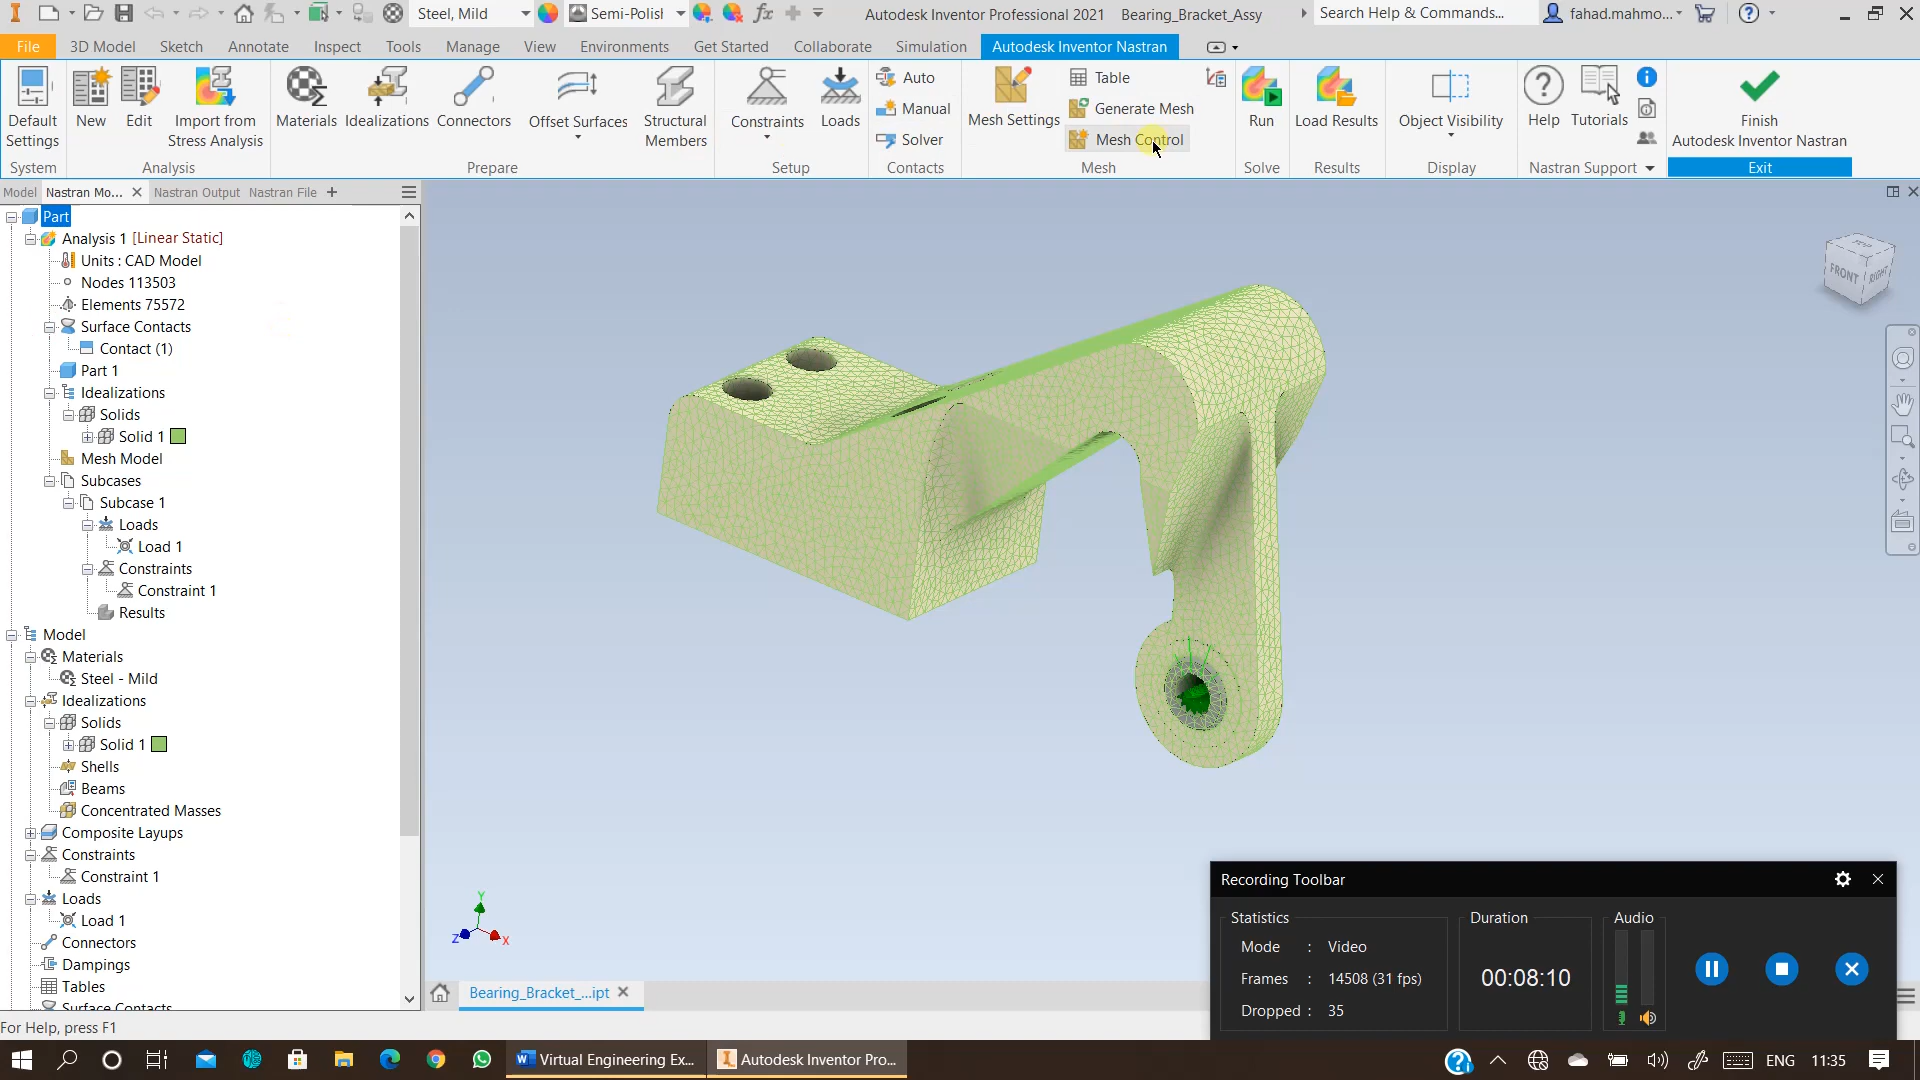 Steel, Mild
Semi-Polisł
Autodesk Inventor Professional 2021 Bearing_Bracket_Assy
Search Help & Commands...
fahad.mahmo...
File 3D Model Sketch Annotate Inspect Tools Manage View Environments Get Started Collaborate Simulation Autodesk Inventor Nastran
Default Settings
New
Edit
Import from Stress Analysis
Materials
Idealizations
Connectors
Offset Surfaces
Structural Members
Constraints
Loads
Auto
Manual
Solver
Mesh Settings
Table
Generate Mesh
Mesh Control
Run
Load Results
Object Visibility
Help
Tutorials
Finish
Autodesk Inventor Nastran
System
Analysis
Prepare
Setup
Contacts
Mesh
Solve
Results
Display
Nastran Support
Exit
Model Nastran Mo... Nastran Output Nastran File
Part
Analysis 1 [Linear Static]
Units : CAD Model
Nodes 113503
Elements 75572
Surface Contacts
Contact (1)
Part 1
Idealizations
Solids
Solid 1
Mesh Model
Subcases
Subcase 1
Loads
Load 1
Constraints
Constraint 1
Results
Model
Materials
Steel - Mild
Idealizations
Solids
Solid 1
Shells
Beams
Concentrated Masses
Composite Layups
Constraints
Constraint 1
Loads
Load 1
Connectors
Dampings
Tables
Surface Contacts
TOP
FRONT
RIGHT
Y
Z
X
Recording Toolbar
Statistics
Mode : Video
Frames : 14508 (31 fps)
Dropped : 35
Duration
00:08:10
Audio
Bearing_Bracket_...ipt
For Help, press F1
Virtual Engineering Ex...
Autodesk Inventor Pro...
ENG
11:35